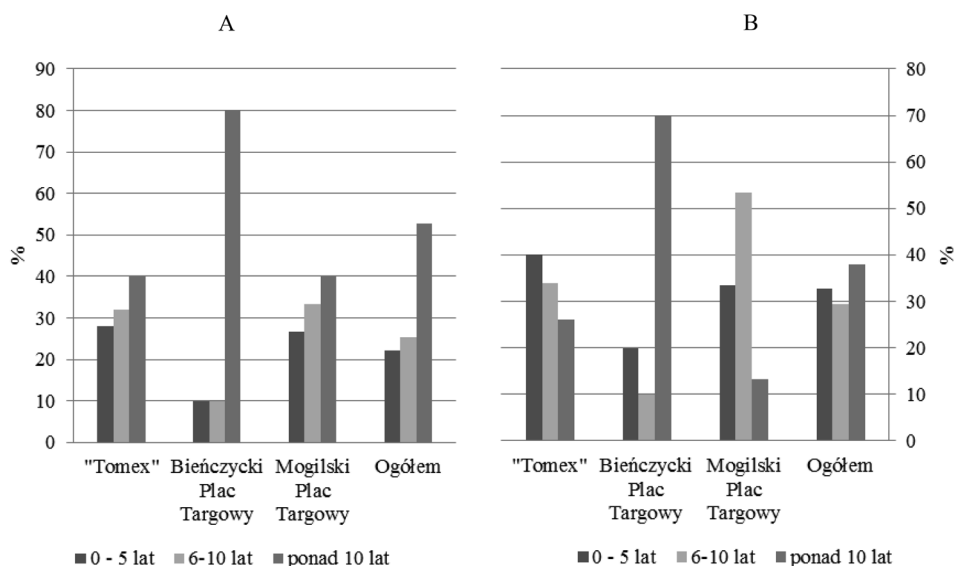 A
%
90
80
70
60
50
40
30
20
10
0
"Tomex"
Bieńczycki
Plac
Targowy
Mogilski
Plac
Targowy
Ogółem
0 - 5 lat
6-10 lat
ponad 10 lat
B
80
70
60
50
40
30
20
10
0
%
"Tomex"
Bieńczycki
Plac
Targowy
Mogilski
Plac
Targowy
Ogółem
0 - 5 lat
6-10 lat
ponad 10 lat